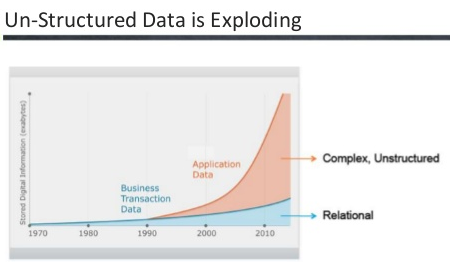 Un-Structured Data is Exploding
Stored Digital Information (exabytes)
Application
Data
Business
Transaction
Data
Complex, Unstructured
Relational
1970 1980 1990 2000 2010